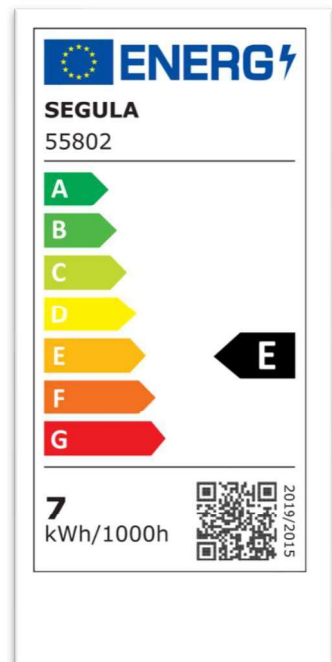 ENERG
SEGULA
55802
A
B
C
D
E
E
F
G
7
kWh/1000h
2019/2015